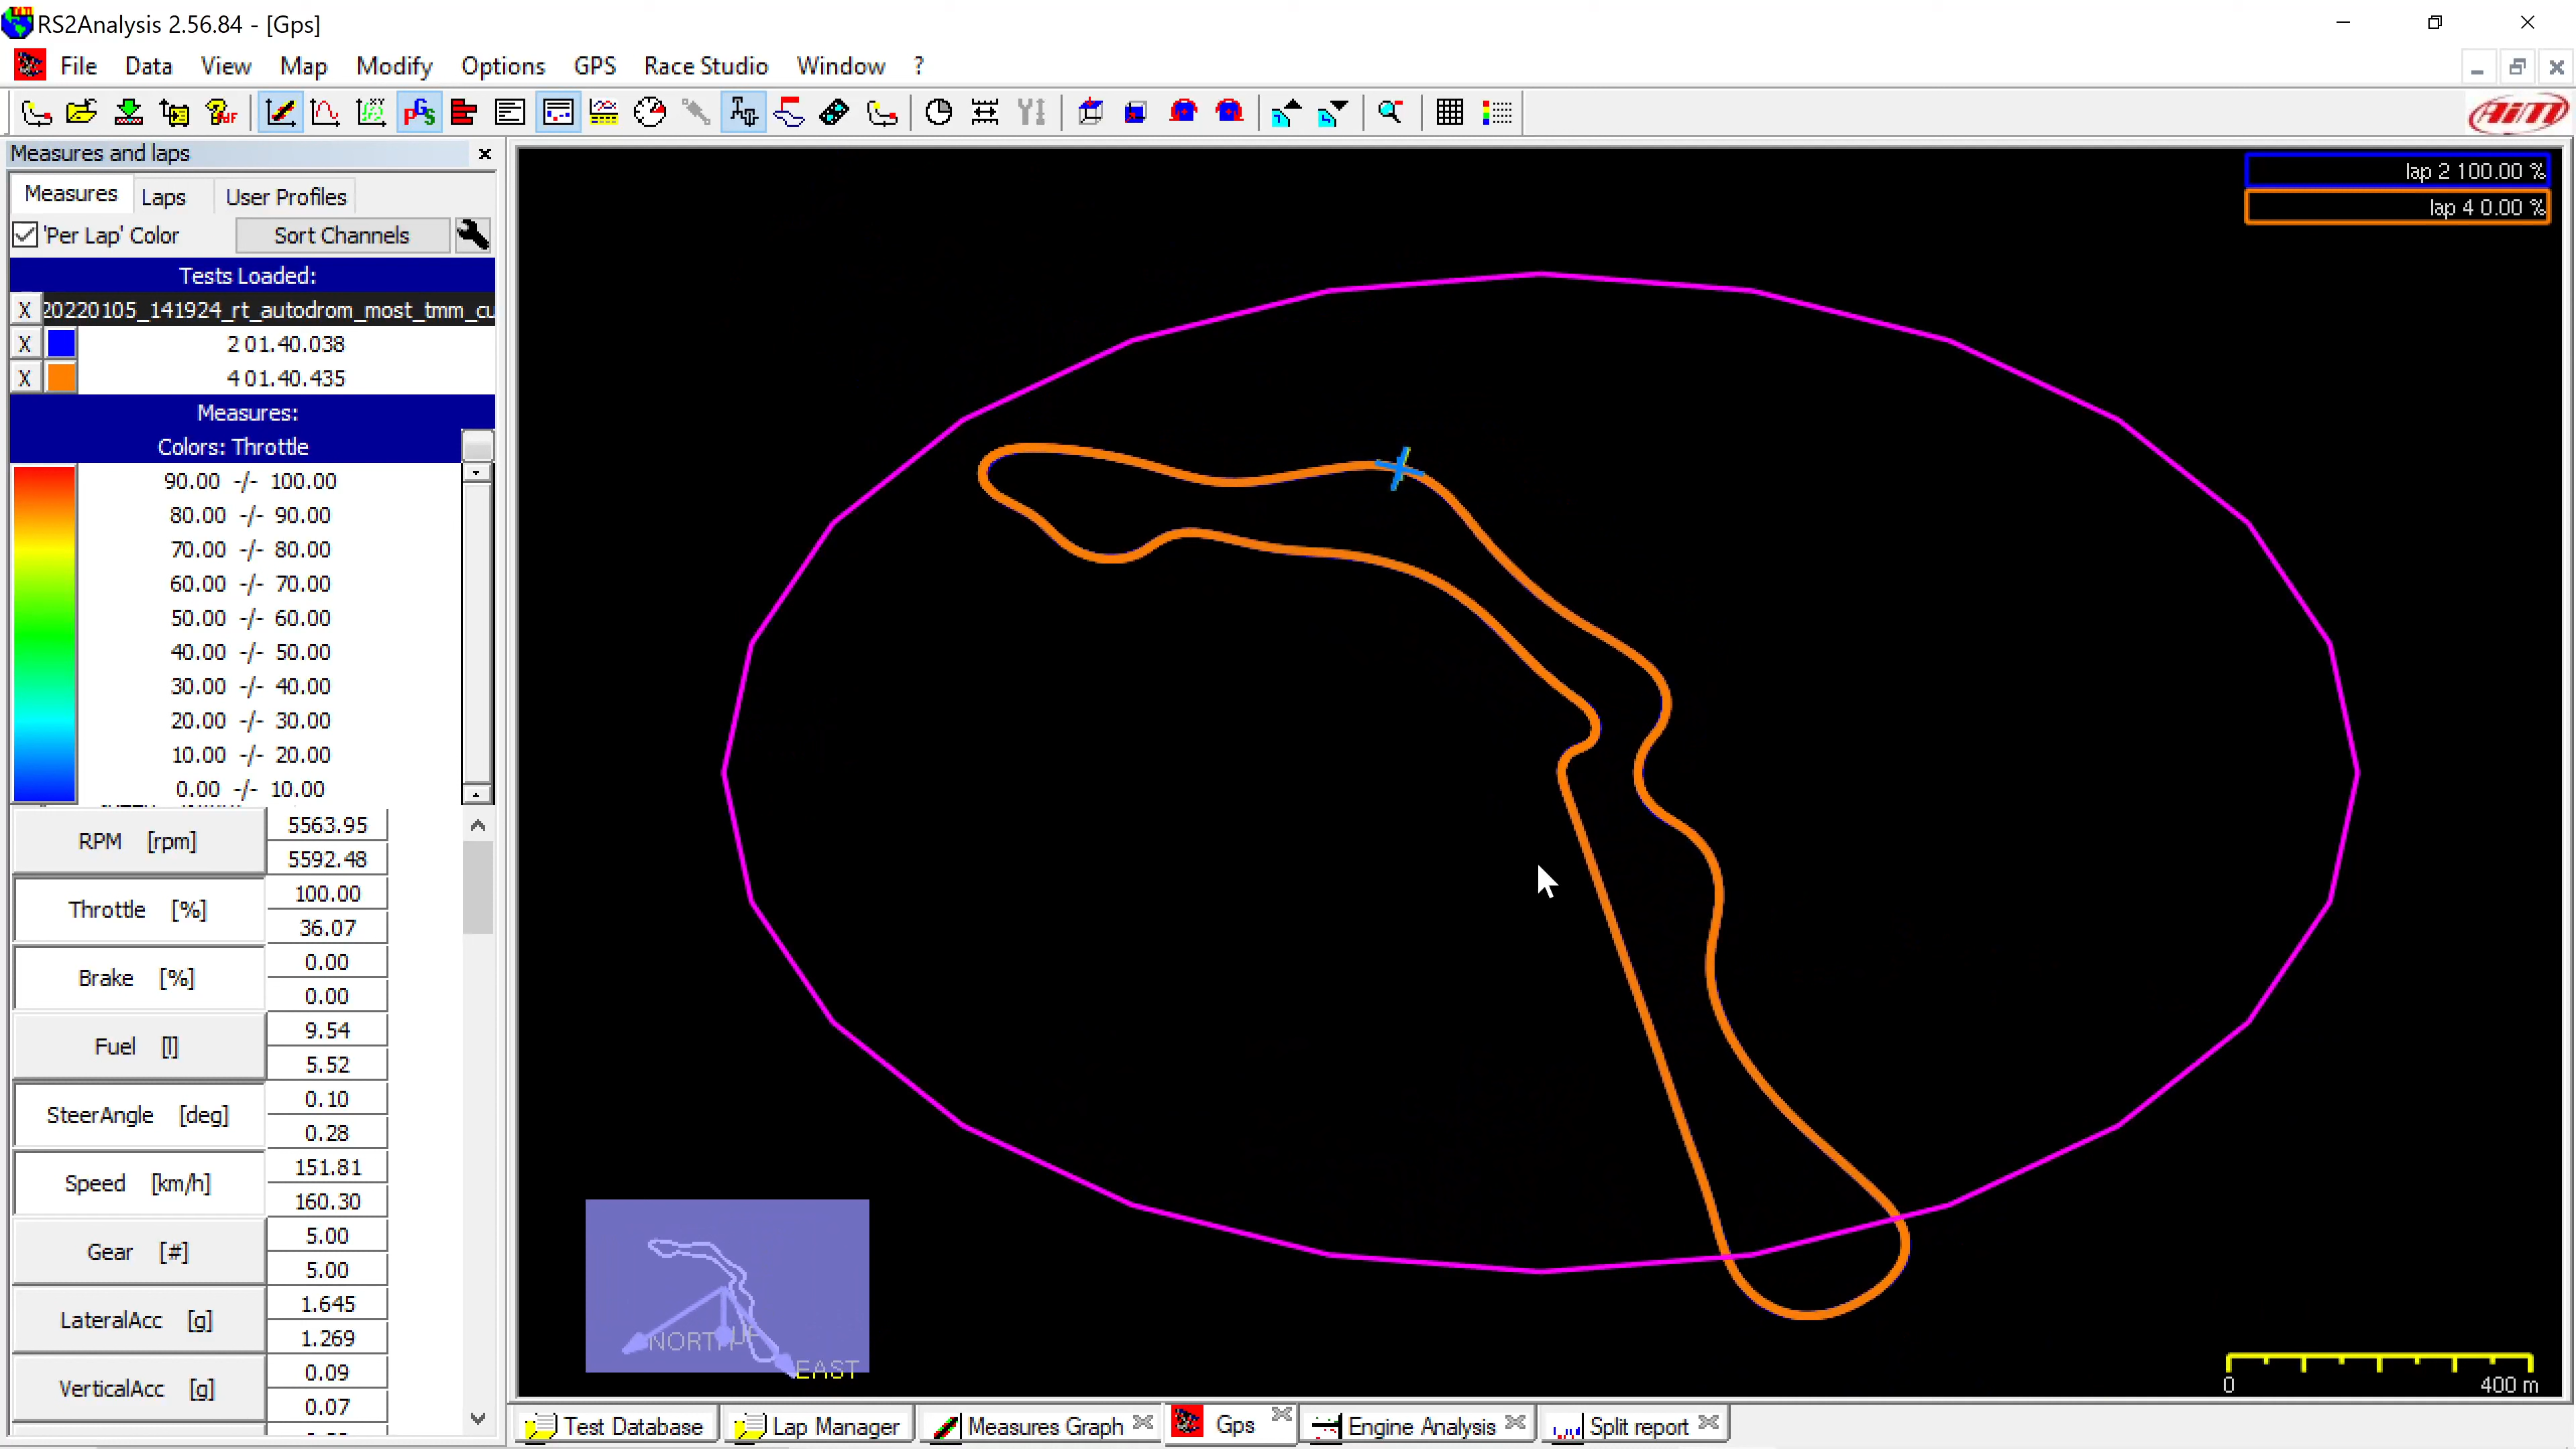 RS2Analysis 2.56.84 - [Gps]
File Data View Map Modify Options GPS Race Studio Window ?
AiM
Measures and laps
Measures Laps User Profiles
'Per Lap' Color Sort Channels
Tests Loaded:
X 20220105_141924_rt_autodrom_most_tmm_cu
X 2 01.40.038
X 4 01.40.435
Measures:
Colors: Throttle
90.00 -/- 100.00
80.00 -/- 90.00
70.00 -/- 80.00
60.00 -/- 70.00
50.00 -/- 60.00
40.00 -/- 50.00
30.00 -/- 40.00
20.00 -/- 30.00
10.00 -/- 20.00
0.00 -/- 10.00
RPM [rpm]
5563.95
5592.48
Throttle [%]
100.00
36.07
Brake [%]
0.00
0.00
Fuel [l]
9.54
5.52
SteerAngle [deg]
0.10
0.28
Speed [km/h]
151.81
160.30
Gear [#]
5.00
5.00
LateralAcc [g]
1.645
1.269
VerticalAcc [g]
0.09
0.07
lap 2 100.00 %
lap 4 0.00 %
NORTH
UP
EAST
0 400 m
Test Database Lap Manager Measures Graph Gps Engine Analysis Split report